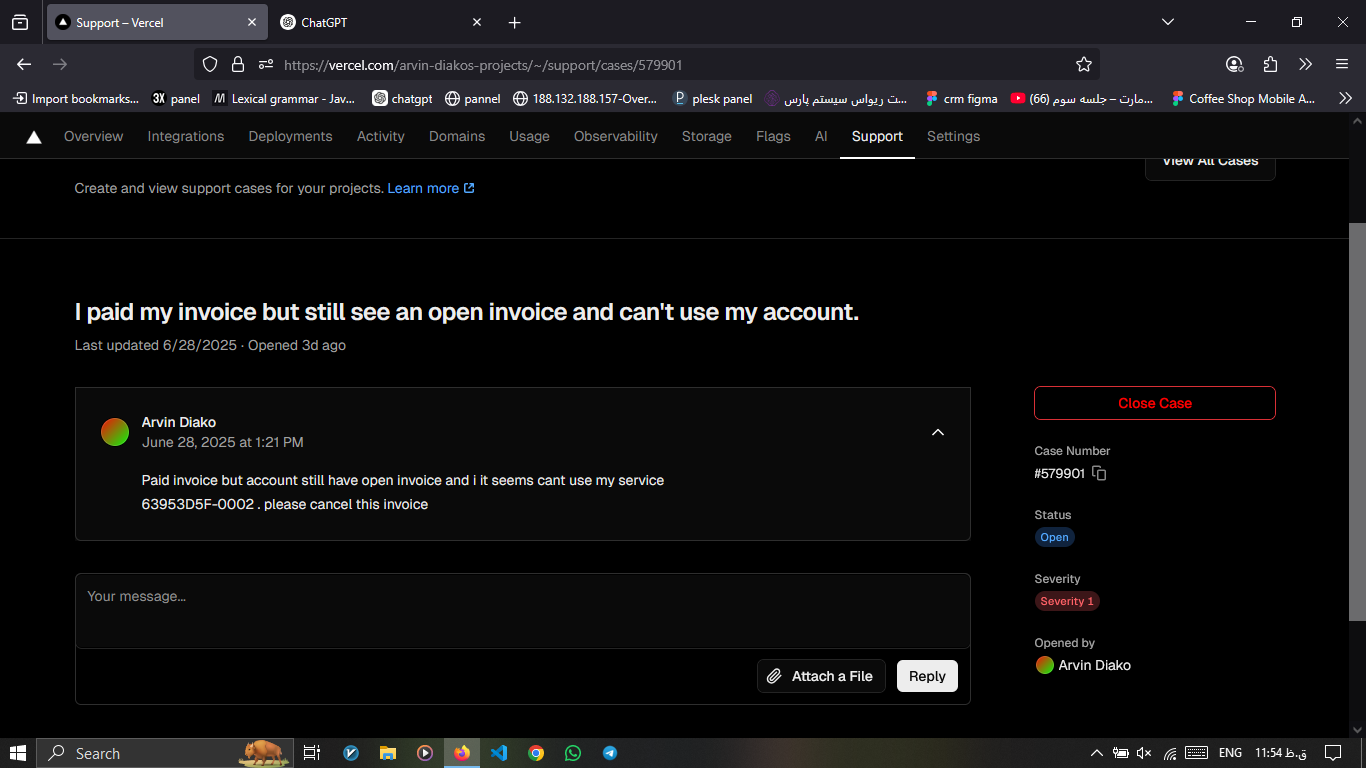 Support – Vercel
ChatGPT
https://vercel.com/arvin-diakos-projects/~/support/cases/579901
Import bookmarks...
3X panel
Lexical grammar - Jav...
chatgpt
pannel
188.132.188.157-Over...
plesk panel
ت ریواس سیستم پارس...
crm figma
مارت – جلسه سوم (66)...
Coffee Shop Mobile A...
Overview
Integrations
Deployments
Activity
Domains
Usage
Observability
Storage
Flags
AI
Support
Settings
View All Cases
Create and view support cases for your projects. Learn more
I paid my invoice but still see an open invoice and can't use my account.
Last updated 6/28/2025 · Opened 3d ago
Arvin Diako
June 28, 2025 at 1:21 PM
Paid invoice but account still have open invoice and i it seems cant use my service
63953D5F-0002 . please cancel this invoice
Your message...
Attach a File
Reply
Close Case
Case Number
#579901
Status
Open
Severity
Severity 1
Opened by
Arvin Diako
Search
ENG
11:54 ق.ظ